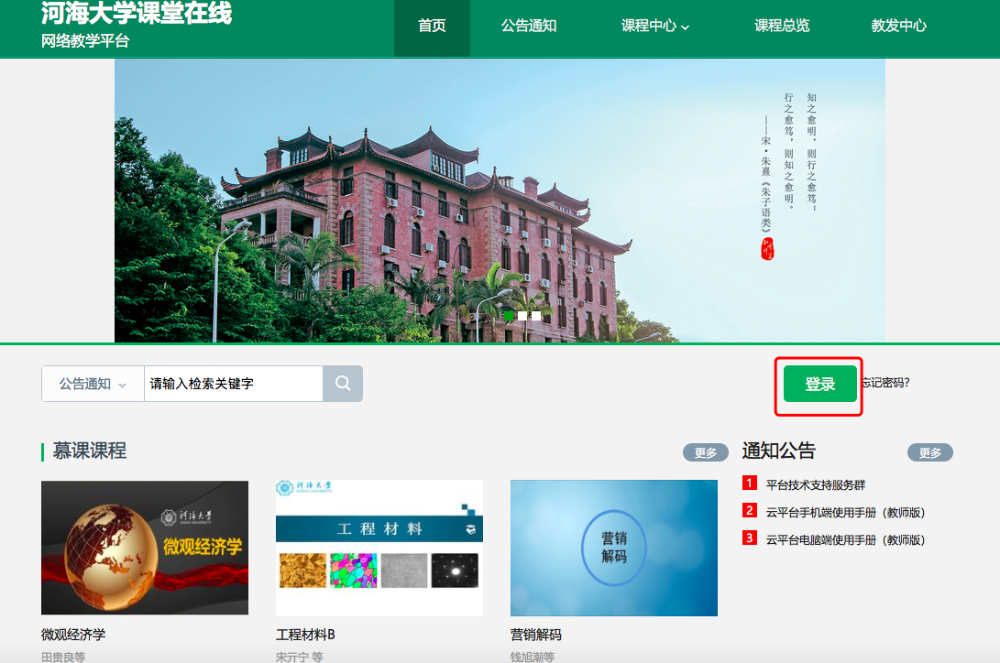 河海大学课堂在线
网络教学平台
首页
公告通知
课程中心
课程总览
教发中心
知之愈明，则行之愈笃；
行之愈笃，则知之愈明。
——宋·朱熹《朱子语类》
公告通知
请输入检索关键字
登录
忘记密码?
慕课课程
更多
通知公告
更多
1 平台技术支持服务群
2 云平台手机端使用手册（教师版）
3 云平台电脑端使用手册（教师版）
河海大学
微观经济学
河海大学
工程材料
营销
解码
微观经济学
田贵良等
工程材料B
宋亓宁 等
营销解码
钱旭潮等